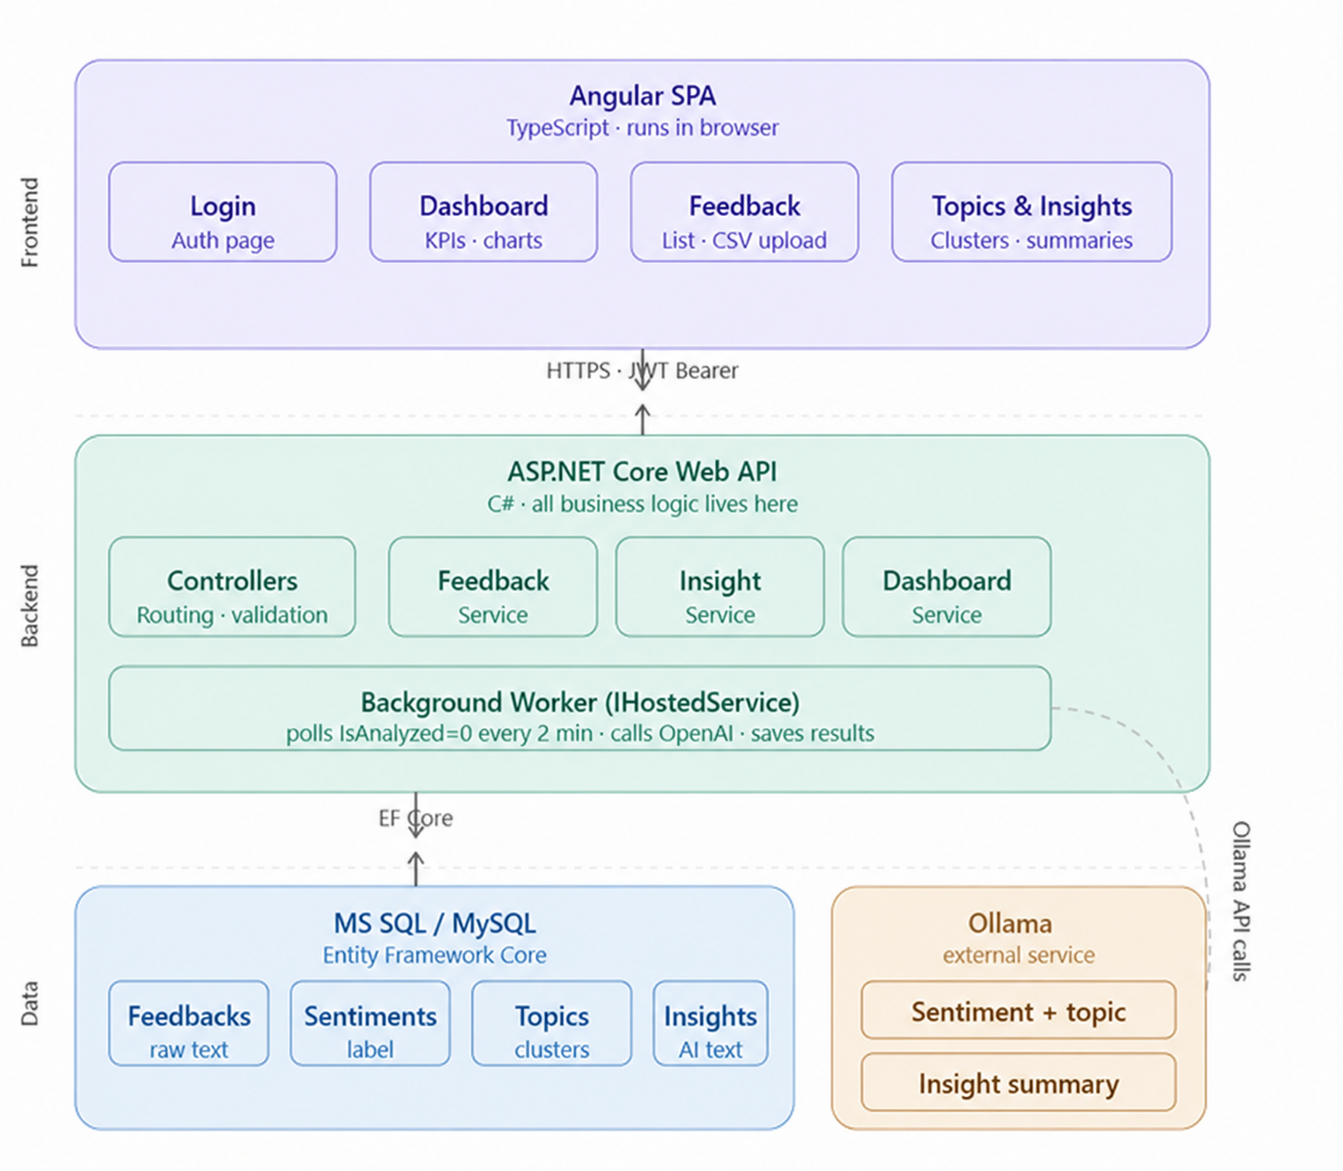 Frontend
Angular SPA
TypeScript · runs in browser
Login
Auth page
Dashboard
KPIs · charts
Feedback
List · CSV upload
Topics & Insights
Clusters · summaries
HTTPS · JWT Bearer
Backend
ASP.NET Core Web API
C# · all business logic lives here
Controllers
Routing · validation
Feedback
Service
Insight
Service
Dashboard
Service
Background Worker (IHostedService)
polls IsAnalyzed=0 every 2 min · calls OpenAI · saves results
EF Core
Ollama API calls
Data
MS SQL / MySQL
Entity Framework Core
Feedbacks
raw text
Sentiments
label
Topics
clusters
Insights
AI text
Ollama
external service
Sentiment + topic
Insight summary